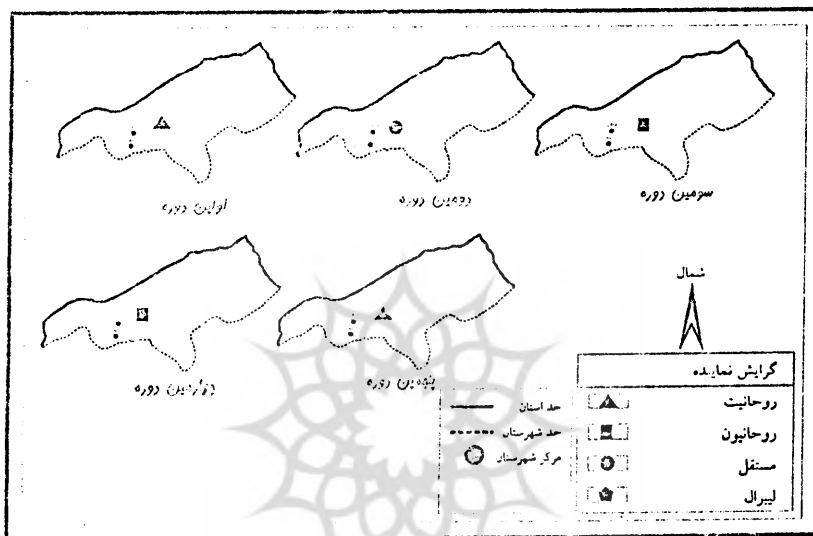 اولین دوره
دومین دوره
سومین دوره
چهارمین دوره
پنجمین دوره
شمال
گرایش نماینده
روحانیت
روحانیون
مستقل
لیبرال
حد استان
حد شهرستان
مرکز شهرستان